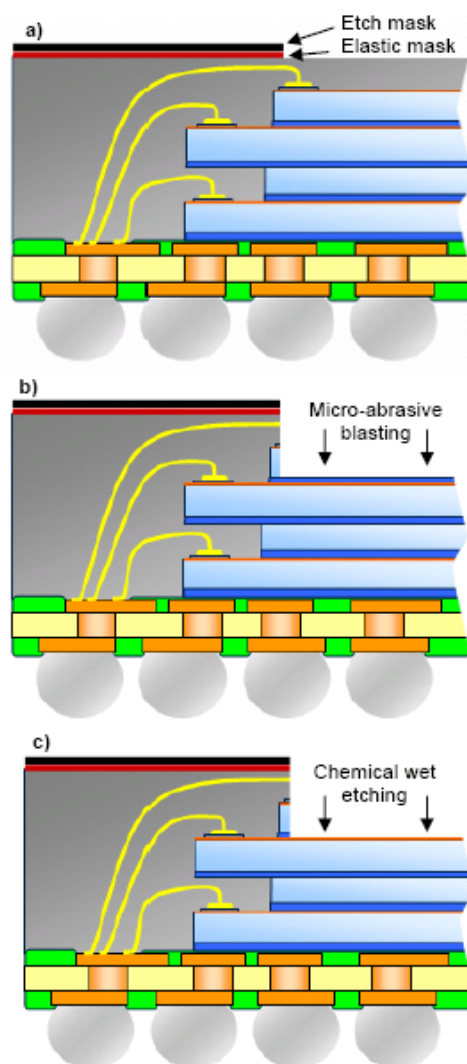 a)
Etch mask
Elastic mask
b)
Micro-abrasive
blasting
c)
Chemical wet
etching